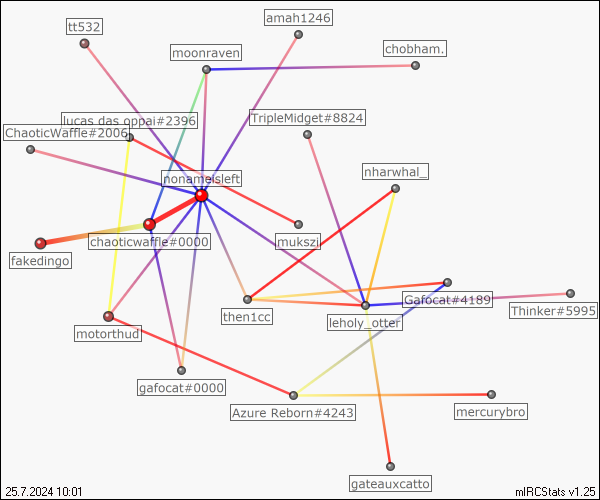 amah1246
tt532
moonraven
chobham.
lucas das oppai#2396
TripleMidget#8824
ChaoticWaffle#2006
nharwhal_
nonameisleft
chaoticwaffle#0000
mukszi
fakedingo
Gafocat#4189
Thinker#5995
then1cc
leholy_otter
motorthud
gafocat#0000
Azure Reborn#4243
mercurybro
gateauxcatto
25.7.2024 10:01
mIRCStats v1.25